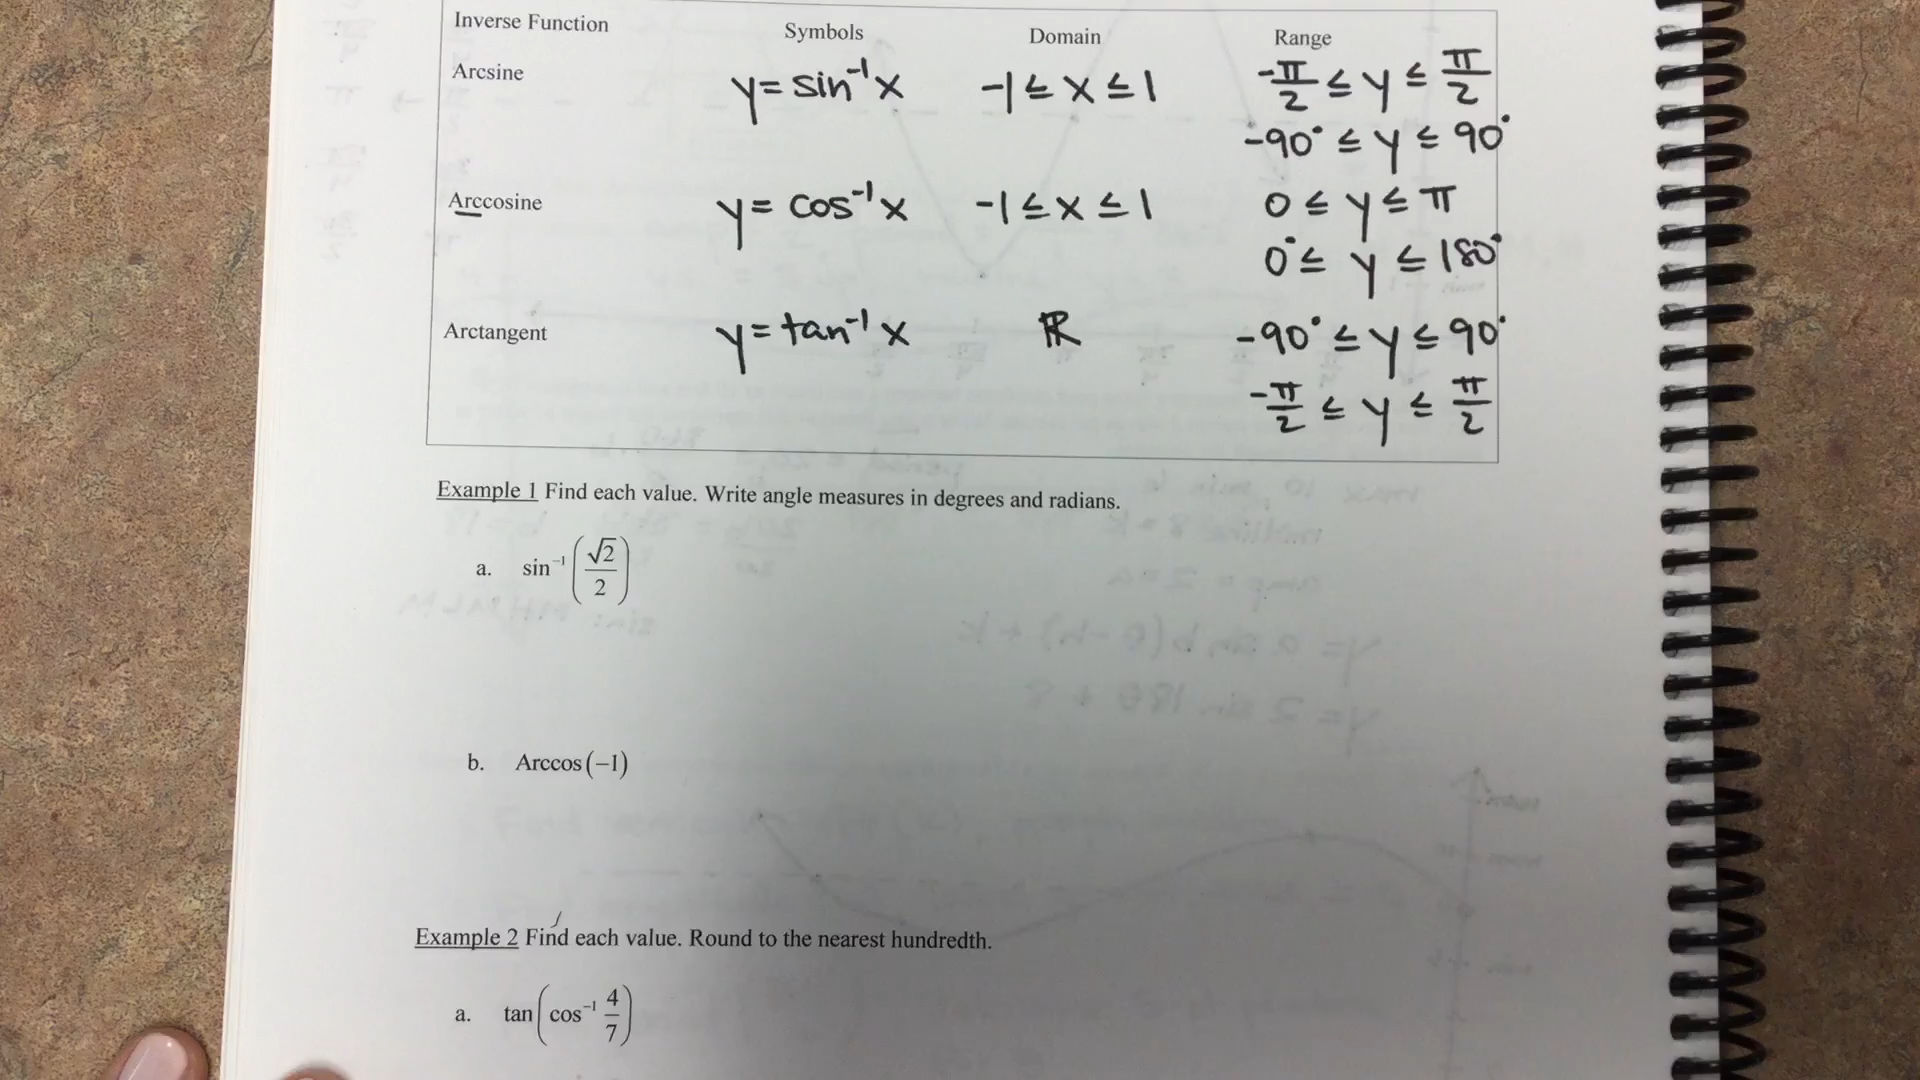 Inverse Function Symbols Domain Range
Arcsine y = sin⁻¹x -1 ≤ x ≤ 1 -π/2 ≤ y ≤ π/2
-90° ≤ y ≤ 90°
Arccosine y = cos⁻¹x -1 ≤ x ≤ 1 0 ≤ y ≤ π
0° ≤ y ≤ 180°
Arctangent y = tan⁻¹x ℝ -90° ≤ y ≤ 90°
-π/2 ≤ y ≤ π/2
Example 1 Find each value. Write angle measures in degrees and radians.
a. sin⁻¹(√2/2)
b. Arccos(−1)
Example 2 Find each value. Round to the nearest hundredth.
a. tan(cos⁻¹ 4/7)